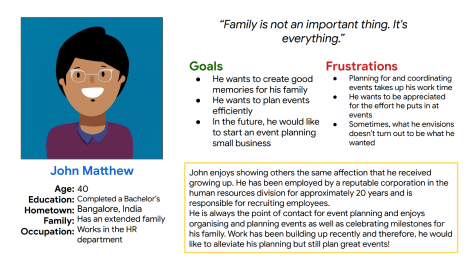 “Family is not an important thing. It's
everything.”
Goals
● He wants to create good
memories for his family
● He wants to plan events
efficiently
● In the future, he would like
to start an event planning
small business
Frustrations
● Planning for and coordinating
events takes up his work time
● He wants to be appreciated
for the effort he puts in at
events
● Sometimes, what he envisions
doesn't turn out to be what he
wanted
John Matthew
Age: 40
Education: Completed a Bachelor's
Hometown: Bangalore, India
Family: Has an extended family
Occupation: Works in the HR
department
John enjoys showing others the same affection that he received
growing up. He has been employed by a reputable corporation in the
human resources division for approximately 20 years and is
responsible for recruiting employees.
He is always the point of contact for event planning and enjoys
organising and planning events as well as celebrating milestones for
his family. Work has been building up recently and therefore, he would
like to alleviate his planning but still plan great events!